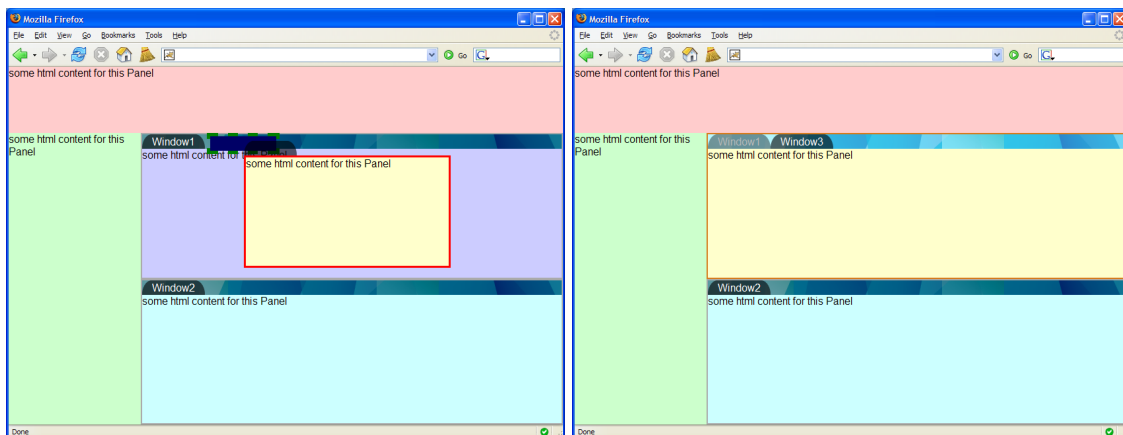 Mozilla Firefox
File Edit View Go Bookmarks Tools Help
Go G
some html content for this Panel
some html content for this
Panel
Window1
some html content for this Panel
some html content for this Panel
Window2
some html content for this Panel
Done
Mozilla Firefox
File Edit View Go Bookmarks Tools Help
Go G
some html content for this Panel
some html content for this
Panel
Window1 Window3
some html content for this Panel
Window2
some html content for this Panel
Done